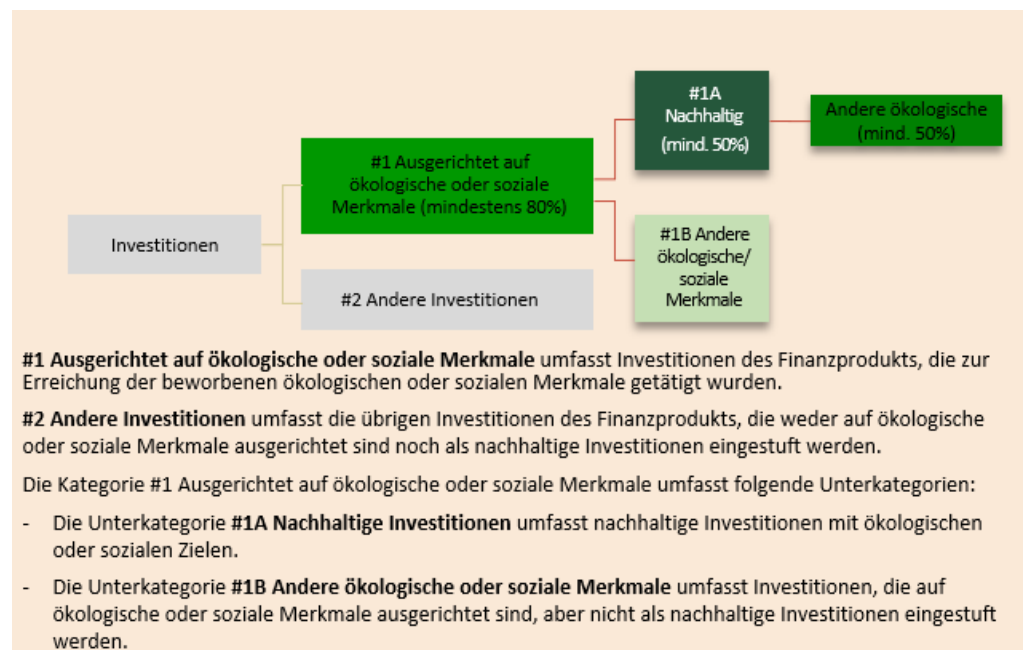 #1A
Nachhaltig
(mind. 50%)
Andere ökologische
(mind. 50%)
#1 Ausgerichtet auf
ökologische oder soziale
Merkmale (mindestens 80%)
Investitionen
#1B Andere
ökologische/
soziale
Merkmale
#2 Andere Investitionen
#1 Ausgerichtet auf ökologische oder soziale Merkmale umfasst Investitionen des Finanzprodukts, die zur
Erreichung der beworbenen ökologischen oder sozialen Merkmale getätigt wurden.
#2 Andere Investitionen umfasst die übrigen Investitionen des Finanzprodukts, die weder auf ökologische
oder soziale Merkmale ausgerichtet sind noch als nachhaltige Investitionen eingestuft werden.
Die Kategorie #1 Ausgerichtet auf ökologische oder soziale Merkmale umfasst folgende Unterkategorien:
- Die Unterkategorie #1A Nachhaltige Investitionen umfasst nachhaltige Investitionen mit ökologischen
oder sozialen Zielen.
- Die Unterkategorie #1B Andere ökologische oder soziale Merkmale umfasst Investitionen, die auf
ökologische oder soziale Merkmale ausgerichtet sind, aber nicht als nachhaltige Investitionen eingestuft
werden.